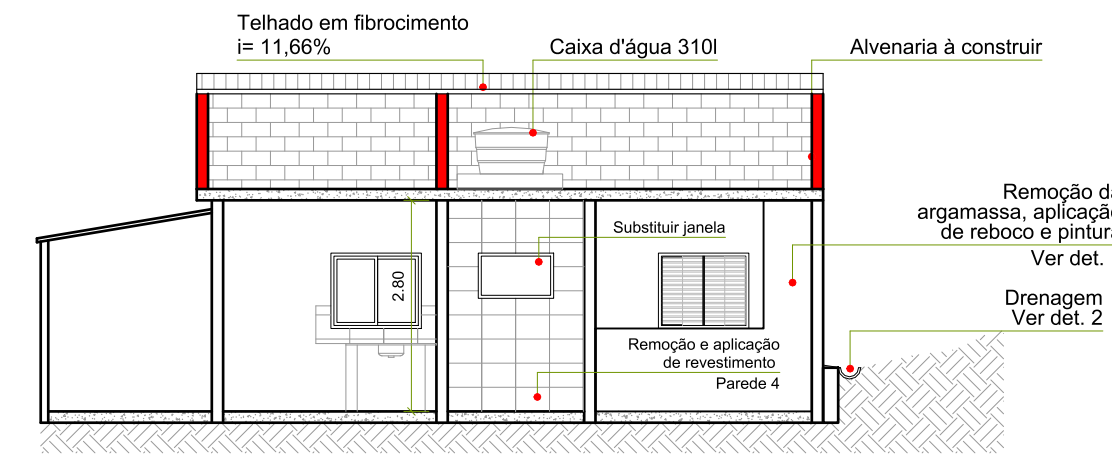 Telhado em fibrocimento
i= 11,66%
Caixa d'água 310l
Alvenaria à construir
Remoção da
argamassa, aplicação
de reboco e pintura
Ver det.
Substituir janela
2.80
Drenagem
Ver det. 2
Remoção e aplicação
de revestimento
Parede 4